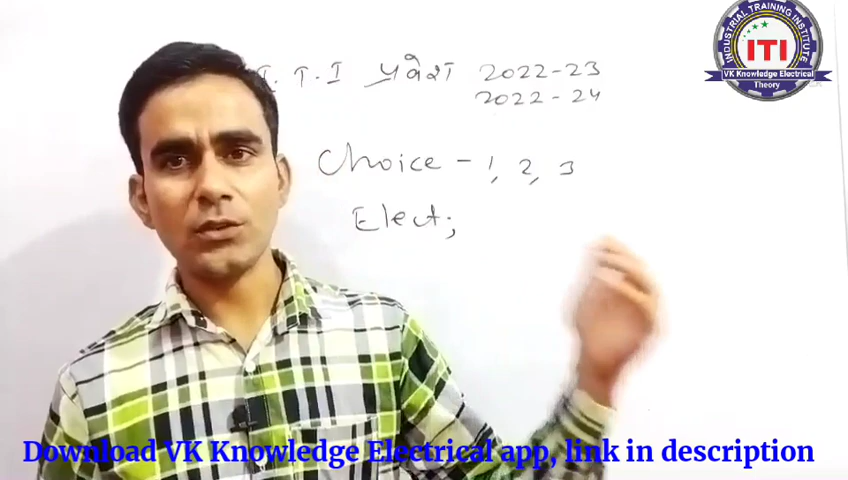 I. T. I प्रवेश 2022-23
2022-24
Choice - 1, 2, 3
Elect;
INDUSTRIAL TRAINING INSTITUTE
ITI
VK Knowledge Electrical
Theory
Download VK Knowledge Electrical app, link in description